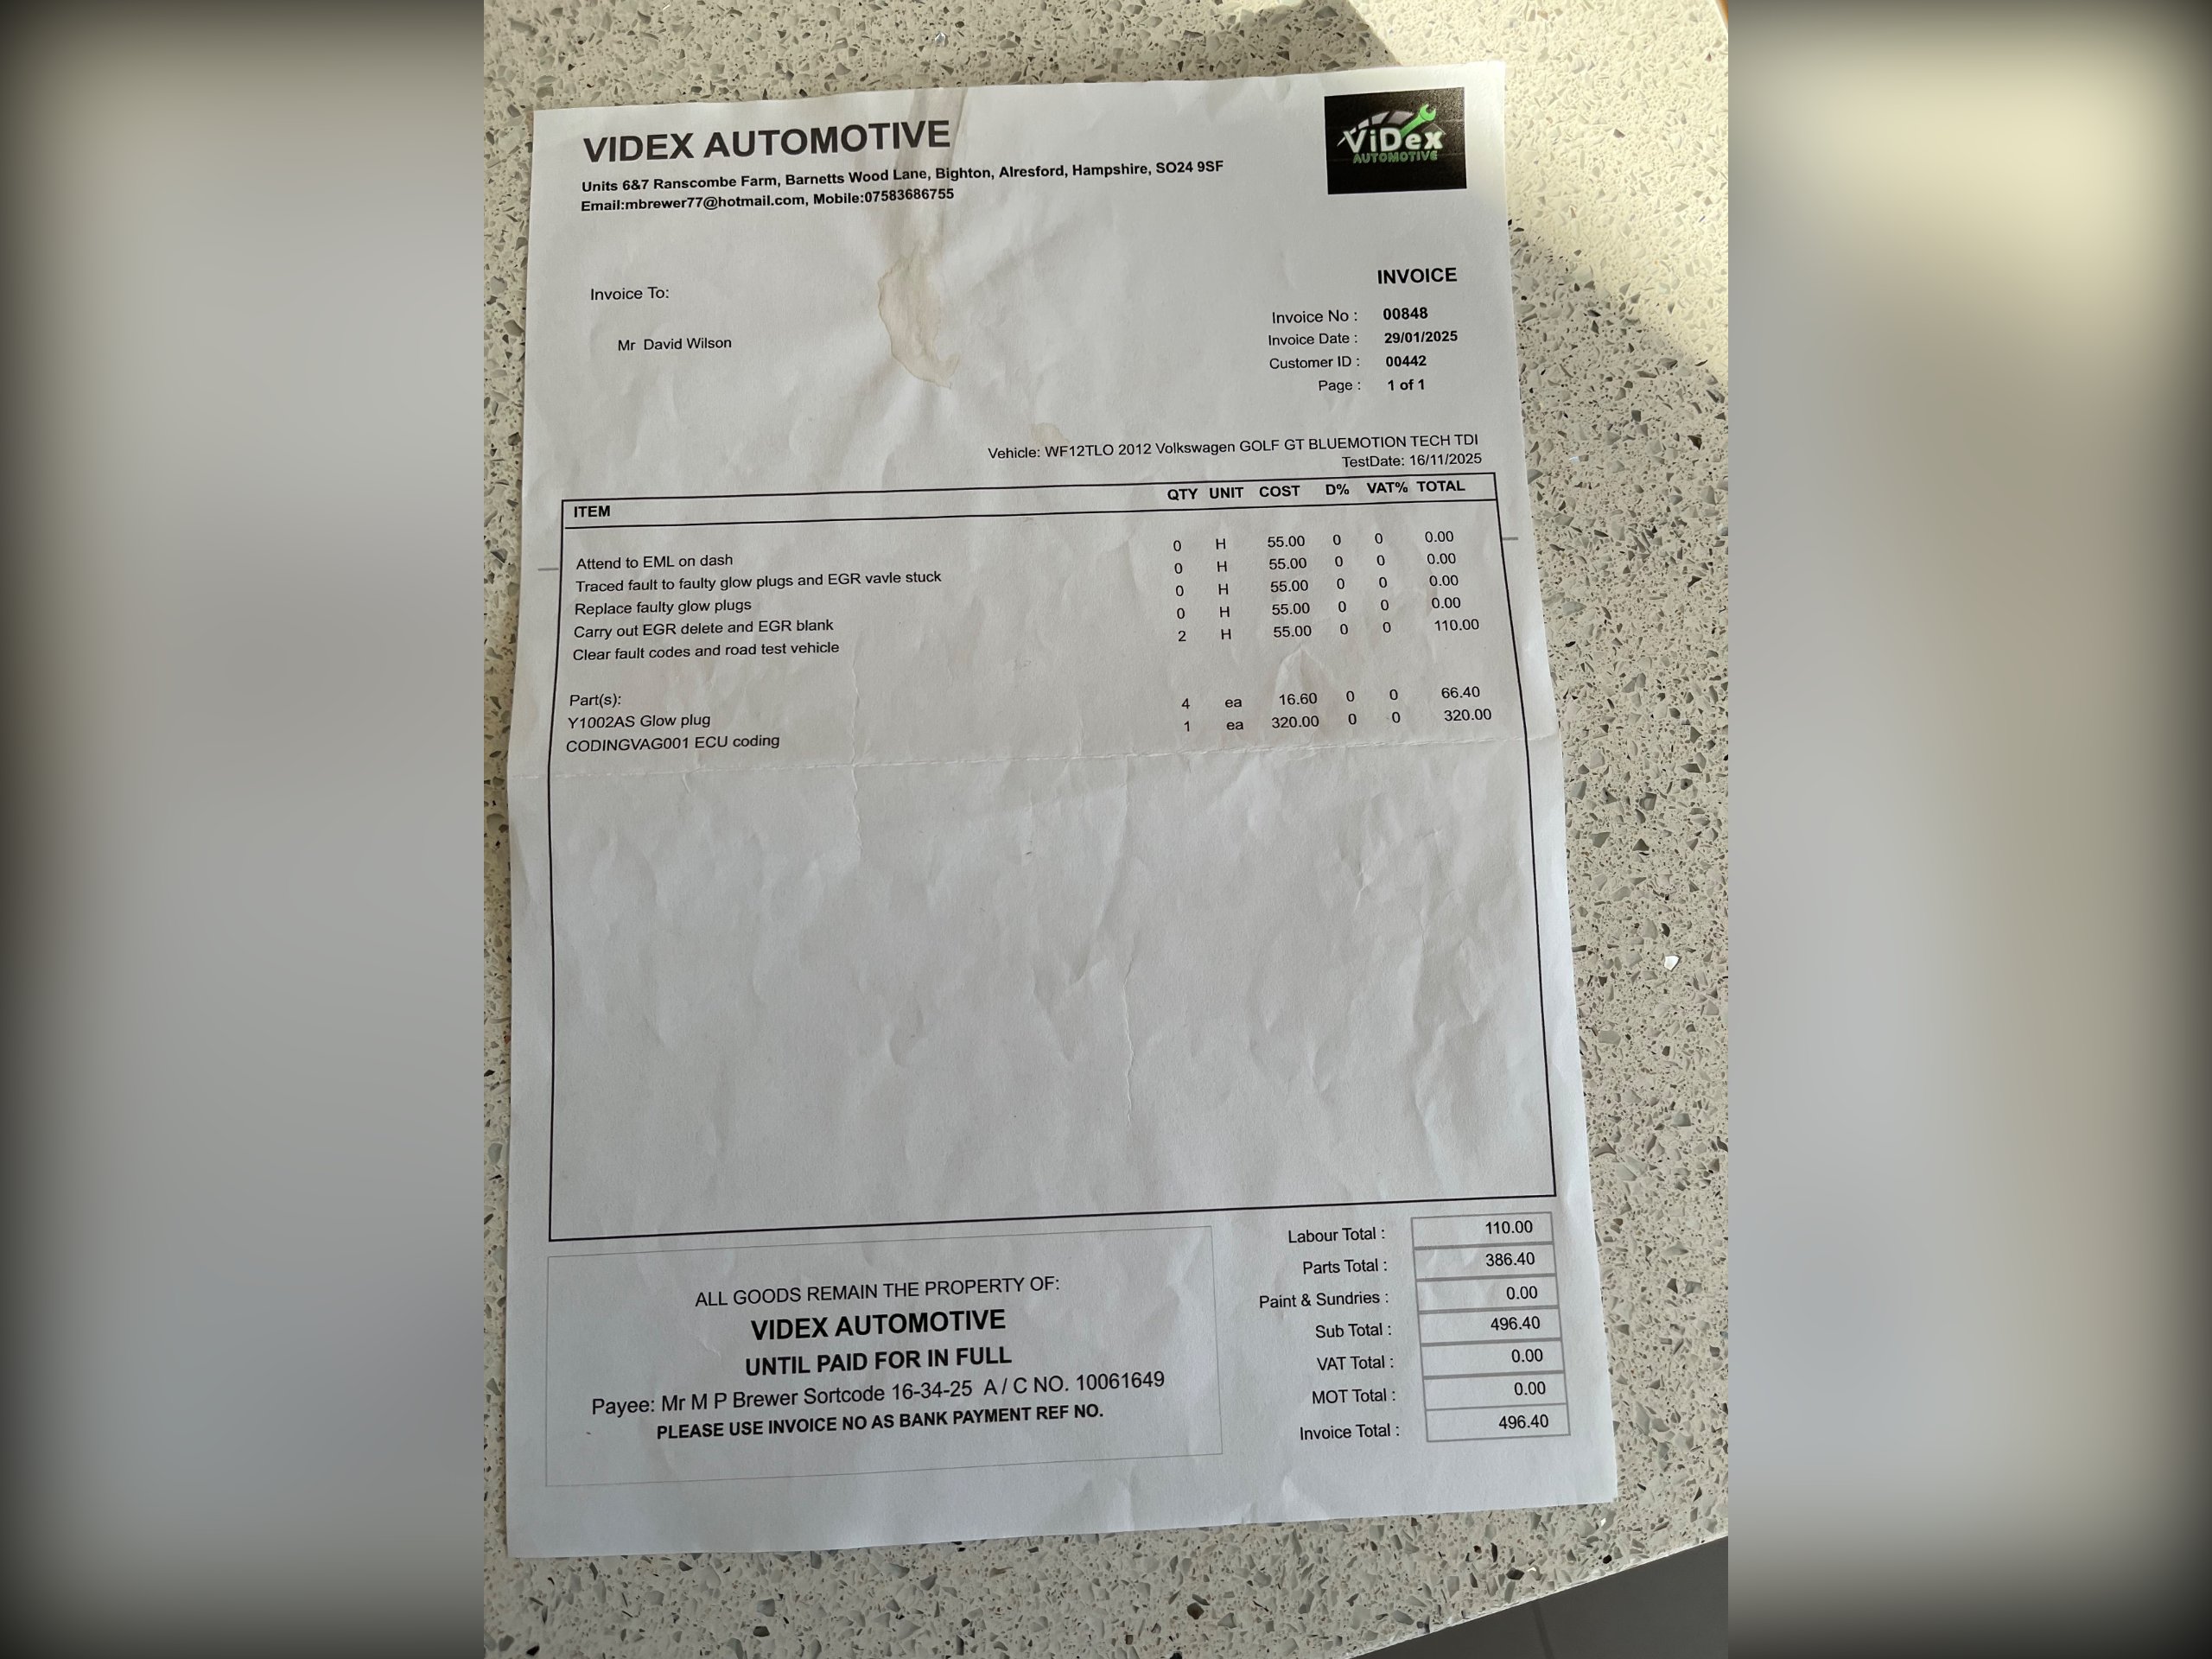 VIDEX AUTOMOTIVE
Units 6&7 Ranscombe Farm, Barnetts Wood Lane, Bighton, Alresford, Hampshire, SO24 9SF
Email:mbrewer77@hotmail.com, Mobile:07583686755
ViDex
AUTOMOTIVE
INVOICE
Invoice To:
Mr David Wilson
Invoice No : 00848
Invoice Date : 29/01/2025
Customer ID : 00442
Page : 1 of 1
Vehicle: WF12TLO 2012 Volkswagen GOLF GT BLUEMOTION TECH TDI
TestDate: 16/11/2025
ITEM QTY UNIT COST D% VAT% TOTAL
Attend to EML on dash 0 H 55.00 0 0 0.00
Traced fault to faulty glow plugs and EGR vavle stuck 0 H 55.00 0 0 0.00
Replace faulty glow plugs 0 H 55.00 0 0 0.00
Carry out EGR delete and EGR blank 0 H 55.00 0 0 0.00
Clear fault codes and road test vehicle 2 H 55.00 0 0 110.00
Part(s):
Y1002AS Glow plug 4 ea 16.60 0 0 66.40
CODINGVAG001 ECU coding 1 ea 320.00 0 0 320.00
ALL GOODS REMAIN THE PROPERTY OF:
VIDEX AUTOMOTIVE
UNTIL PAID FOR IN FULL
Payee: Mr M P Brewer Sortcode 16-34-25 A / C NO. 10061649
PLEASE USE INVOICE NO AS BANK PAYMENT REF NO.
Labour Total : 110.00
Parts Total : 386.40
Paint & Sundries : 0.00
Sub Total : 496.40
VAT Total : 0.00
MOT Total : 0.00
Invoice Total : 496.40